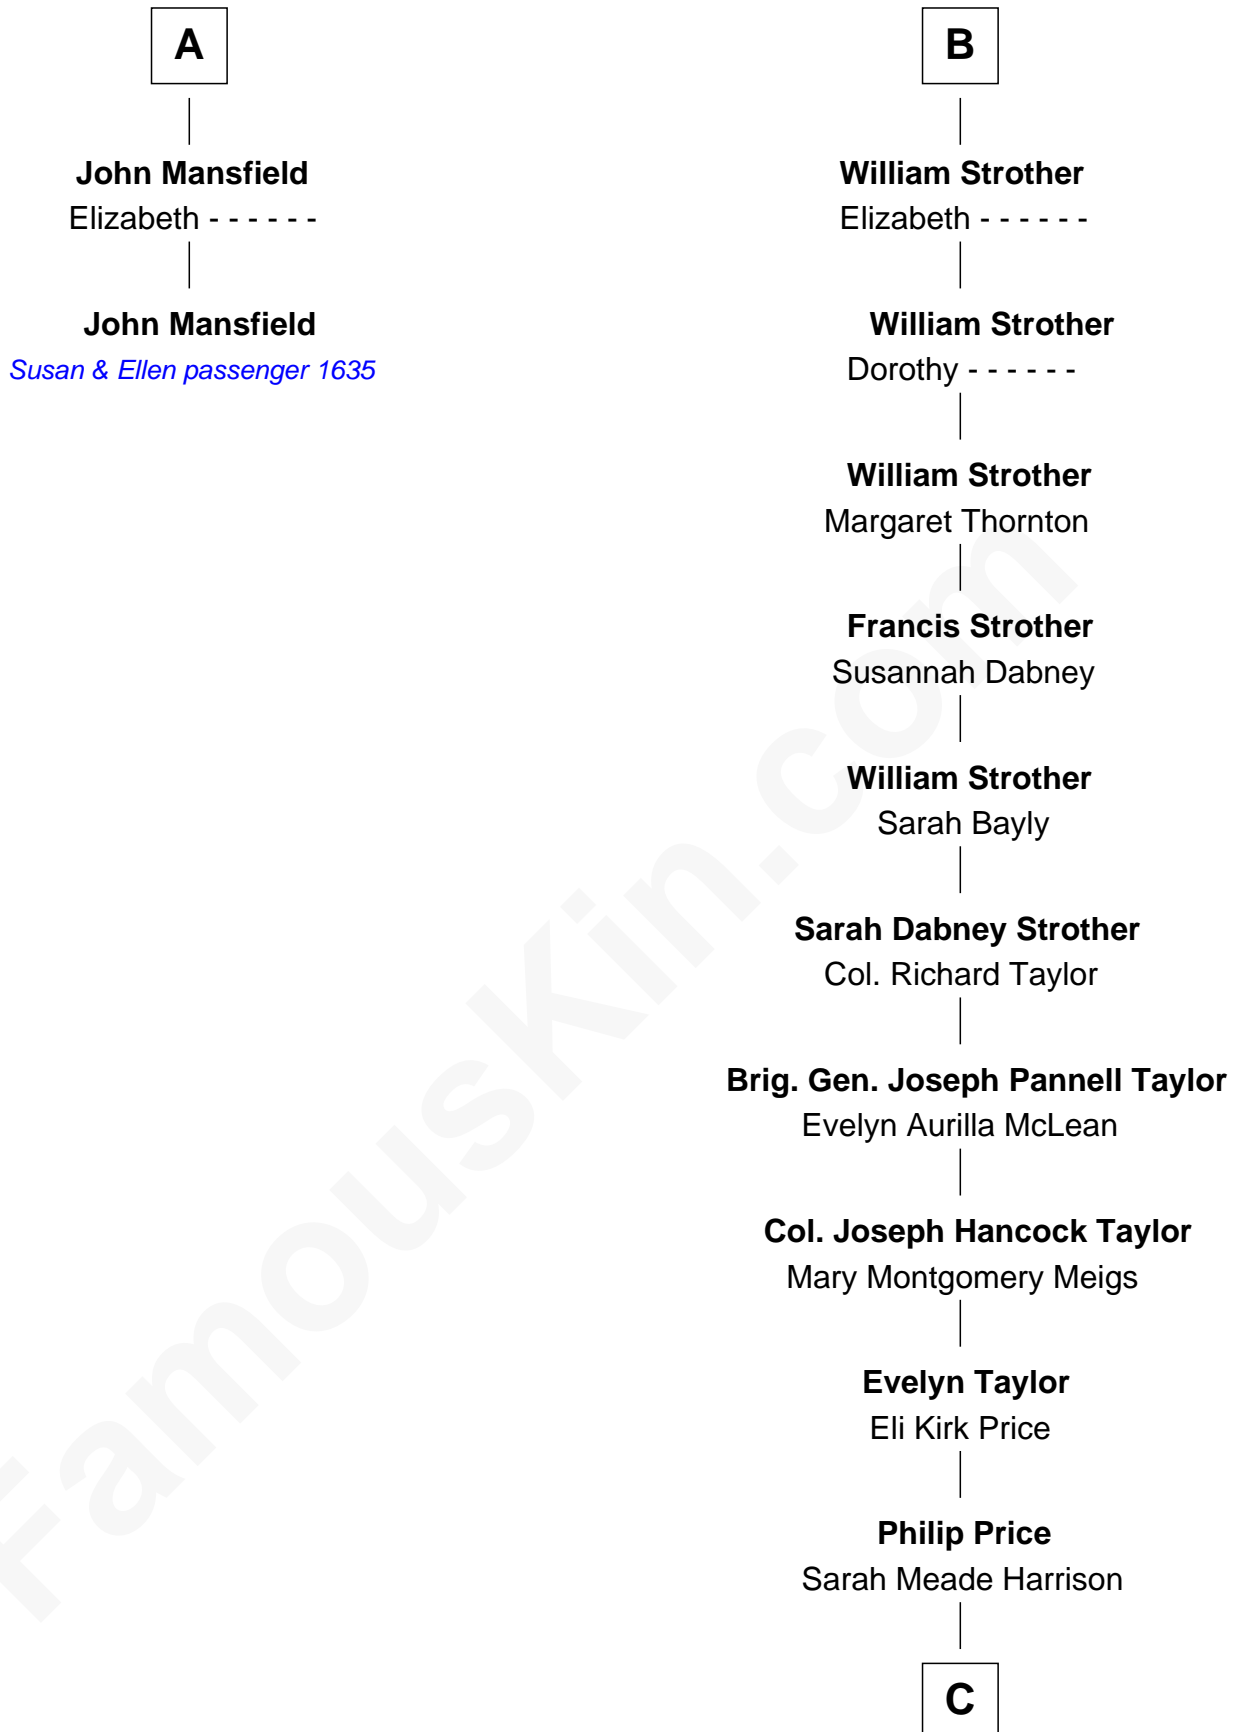 A
John Mansfield
Elizabeth - - - - - -
John Mansfield
Susan & Ellen passenger 1635
B
William Strother
Elizabeth - - - - - -
William Strother
Dorothy - - - - - -
William Strother
Margaret Thornton
Francis Strother
Susannah Dabney
William Strother
Sarah Bayly
Sarah Dabney Strother
Col. Richard Taylor
Brig. Gen. Joseph Pannell Taylor
Evelyn Aurilla McLean
Col. Joseph Hancock Taylor
Mary Montgomery Meigs
Evelyn Taylor
Eli Kirk Price
Philip Price
Sarah Meade Harrison
C
FamousKin.com